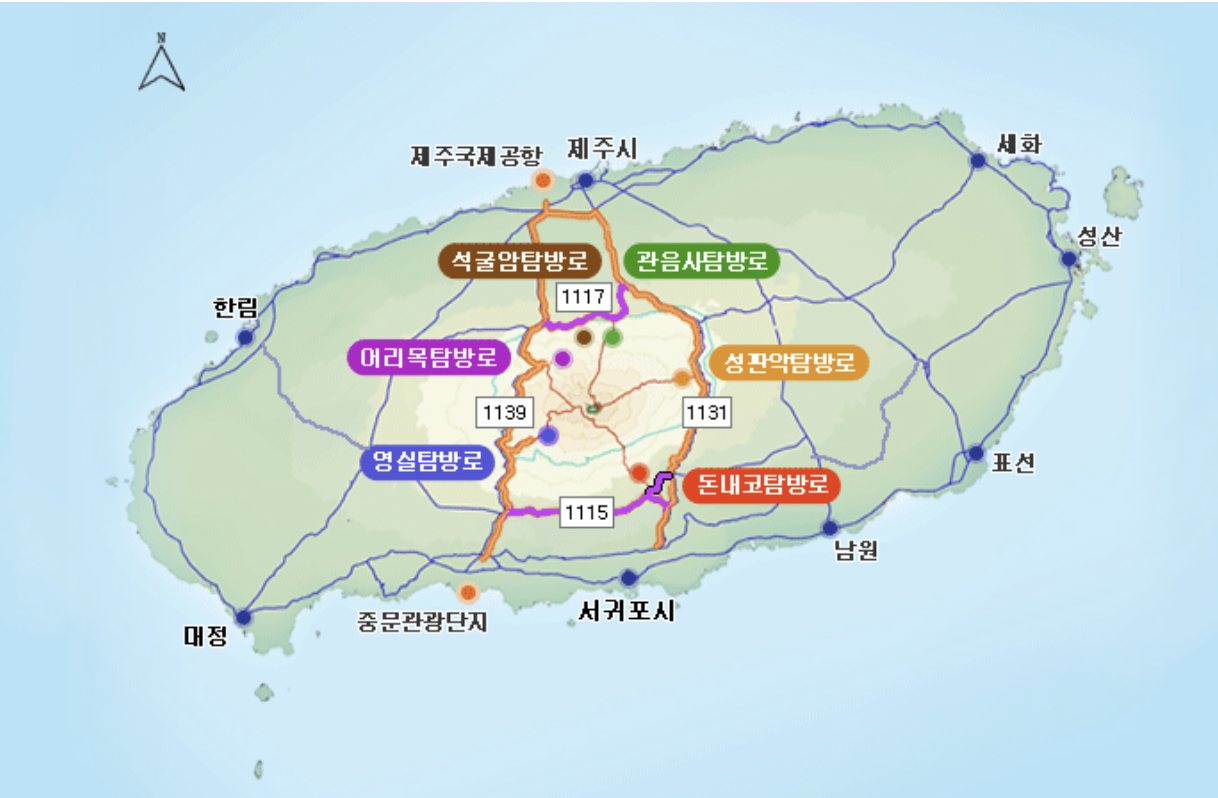 N
제주국제공항
제주시
세화
성산
석굴암탐방로
관음사탐방로
1117
한림
어리목탐방로
성판악탐방로
1139
1131
영실탐방로
표선
돈내코탐방로
1115
남원
중문관광단지
서귀포시
대정